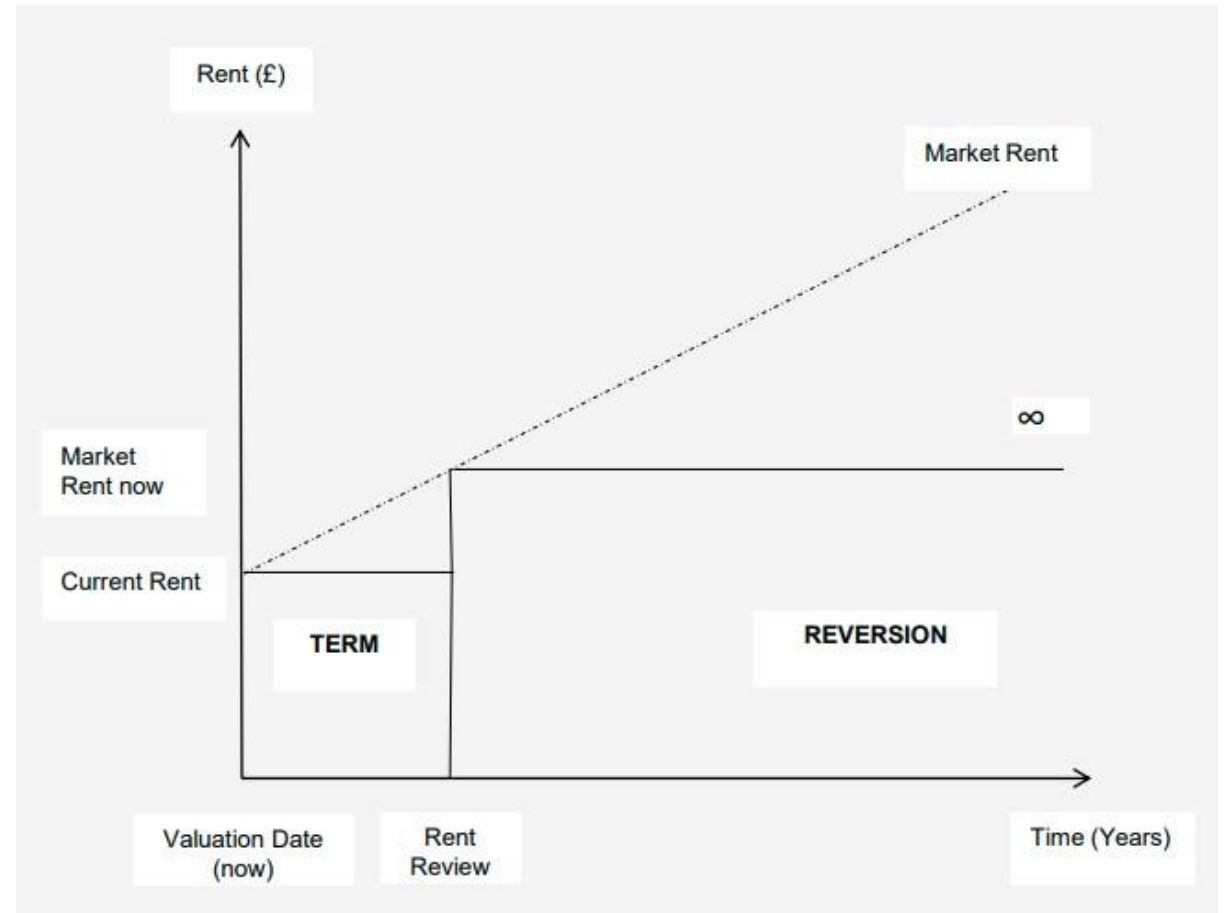 Rent (£)
Market Rent
∞
Market
Rent now
Current Rent
TERM
REVERSION
Valuation Date
(now)
Rent
Review
Time (Years)